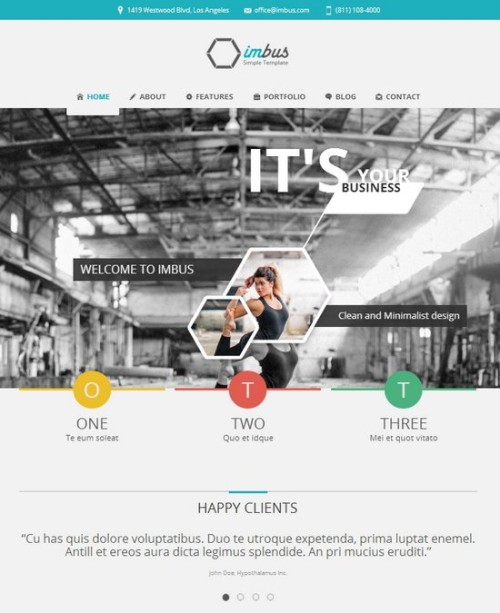 1419 Westwood Blvd, Los Angeles office@imbus.com (811) 108-4000
imbus
Simple Template
HOME ABOUT FEATURES PORTFOLIO BLOG CONTACT
IT'S YOUR
BUSINESS
WELCOME TO IMBUS
Clean and Minimalist design
O T T
ONE TWO THREE
Te eum soleat Quo et idque Mei et quot vitato
HAPPY CLIENTS
“Cu has quis dolore voluptatibus. Duo te utroque expetenda, prima luptat enemel.
Antill et ereos aura dicta legimus splendide. An pri mucius eruditi.”
John Doe, Hypothalamus Inc.